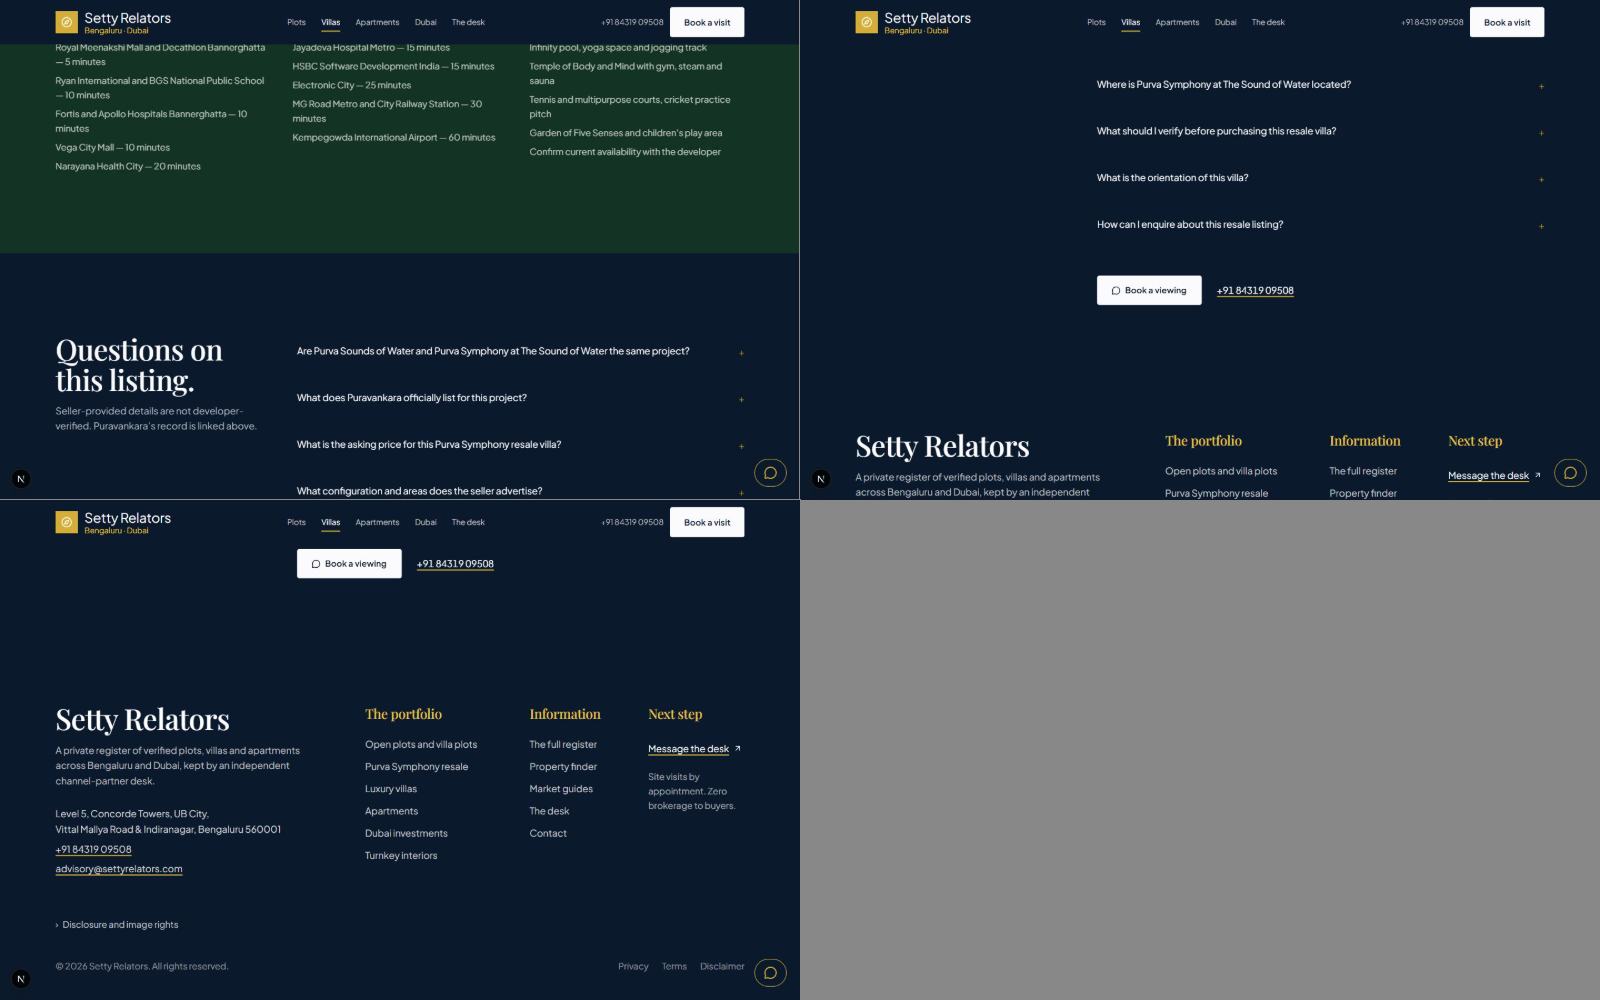 Setty Relators
Bengaluru · Dubai
Plots Villas Apartments Dubai The desk
+91 84319 09508
Book a visit
Royal Meenakshi Mall and Decathlon Bannerghatta
— 5 minutes
Ryan International and BGS National Public School
— 10 minutes
Fortis and Apollo Hospitals Bannerghatta — 10
minutes
Vega City Mall — 10 minutes
Narayana Health City — 20 minutes
Jayadeva Hospital Metro — 15 minutes
HSBC Software Development India — 15 minutes
Electronic City — 25 minutes
MG Road Metro and City Railway Station — 30
minutes
Kempegowda International Airport — 60 minutes
Infinity pool, yoga space and jogging track
Temple of Body and Mind with gym, steam and
sauna
Tennis and multipurpose courts, cricket practice
pitch
Garden of Five Senses and children's play area
Confirm current availability with the developer
Questions on
this listing.
Seller-provided details are not developer-
verified. Puravankara's record is linked above.
Are Purva Sounds of Water and Purva Symphony at The Sound of Water the same project? +
What does Puravankara officially list for this project? +
What is the asking price for this Purva Symphony resale villa? +
What configuration and areas does the seller advertise? +
N
Setty Relators
Bengaluru · Dubai
Plots Villas Apartments Dubai The desk
+91 84319 09508
Book a visit
Where is Purva Symphony at The Sound of Water located? +
What should I verify before purchasing this resale villa? +
What is the orientation of this villa? +
How can I enquire about this resale listing? +
Book a viewing
+91 84319 09508
Setty Relators
A private register of verified plots, villas and apartments
across Bengaluru and Dubai, kept by an independent
The portfolio
Open plots and villa plots
Purva Symphony resale
Information
The full register
Property finder
Next step
Message the desk ↗
N
Setty Relators
Bengaluru · Dubai
Plots Villas Apartments Dubai The desk
+91 84319 09508
Book a visit
Book a viewing
+91 84319 09508
Setty Relators
A private register of verified plots, villas and apartments
across Bengaluru and Dubai, kept by an independent
channel-partner desk.
Level 5, Concorde Towers, UB City,
Vittal Mallya Road & Indiranagar, Bengaluru 560001
+91 84319 09508
advisory@settyrelators.com
The portfolio
Open plots and villa plots
Purva Symphony resale
Luxury villas
Apartments
Dubai investments
Turnkey interiors
Information
The full register
Property finder
Market guides
The desk
Contact
Next step
Message the desk ↗
Site visits by
appointment. Zero
brokerage to buyers.
› Disclosure and image rights
© 2026 Setty Relators. All rights reserved.
Privacy Terms Disclaimer
N